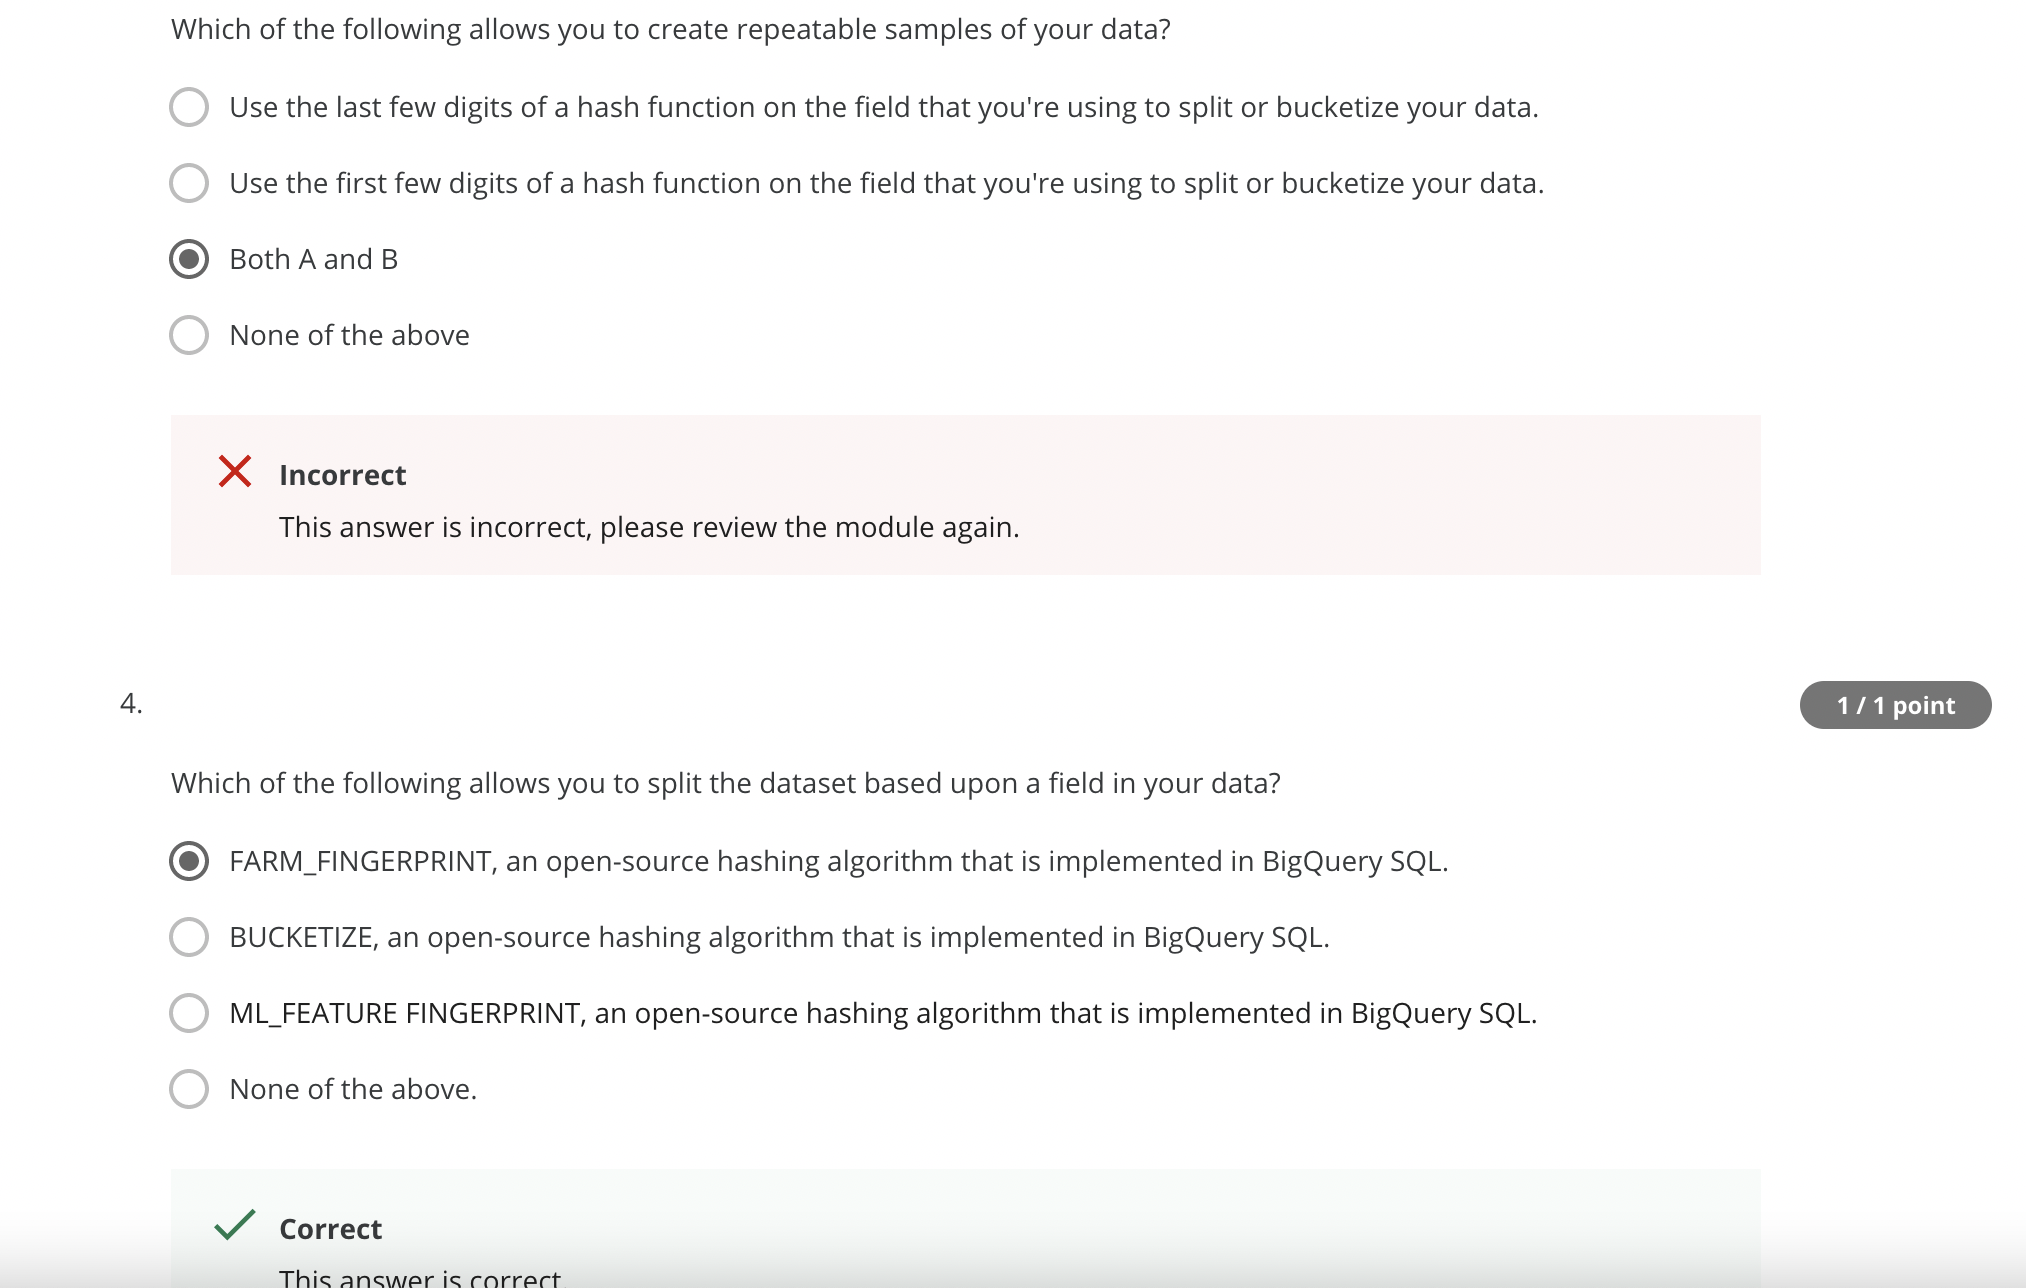 Which of the following allows you to create repeatable samples of your data?
Use the last few digits of a hash function on the field that you're using to split or bucketize your data.
Use the first few digits of a hash function on the field that you're using to split or bucketize your data.
Both A and B
None of the above
Incorrect
This answer is incorrect, please review the module again.
4.
1 / 1 point
Which of the following allows you to split the dataset based upon a field in your data?
FARM_FINGERPRINT, an open-source hashing algorithm that is implemented in BigQuery SQL.
BUCKETIZE, an open-source hashing algorithm that is implemented in BigQuery SQL.
ML_FEATURE FINGERPRINT, an open-source hashing algorithm that is implemented in BigQuery SQL.
None of the above.
Correct
This answer is correct.